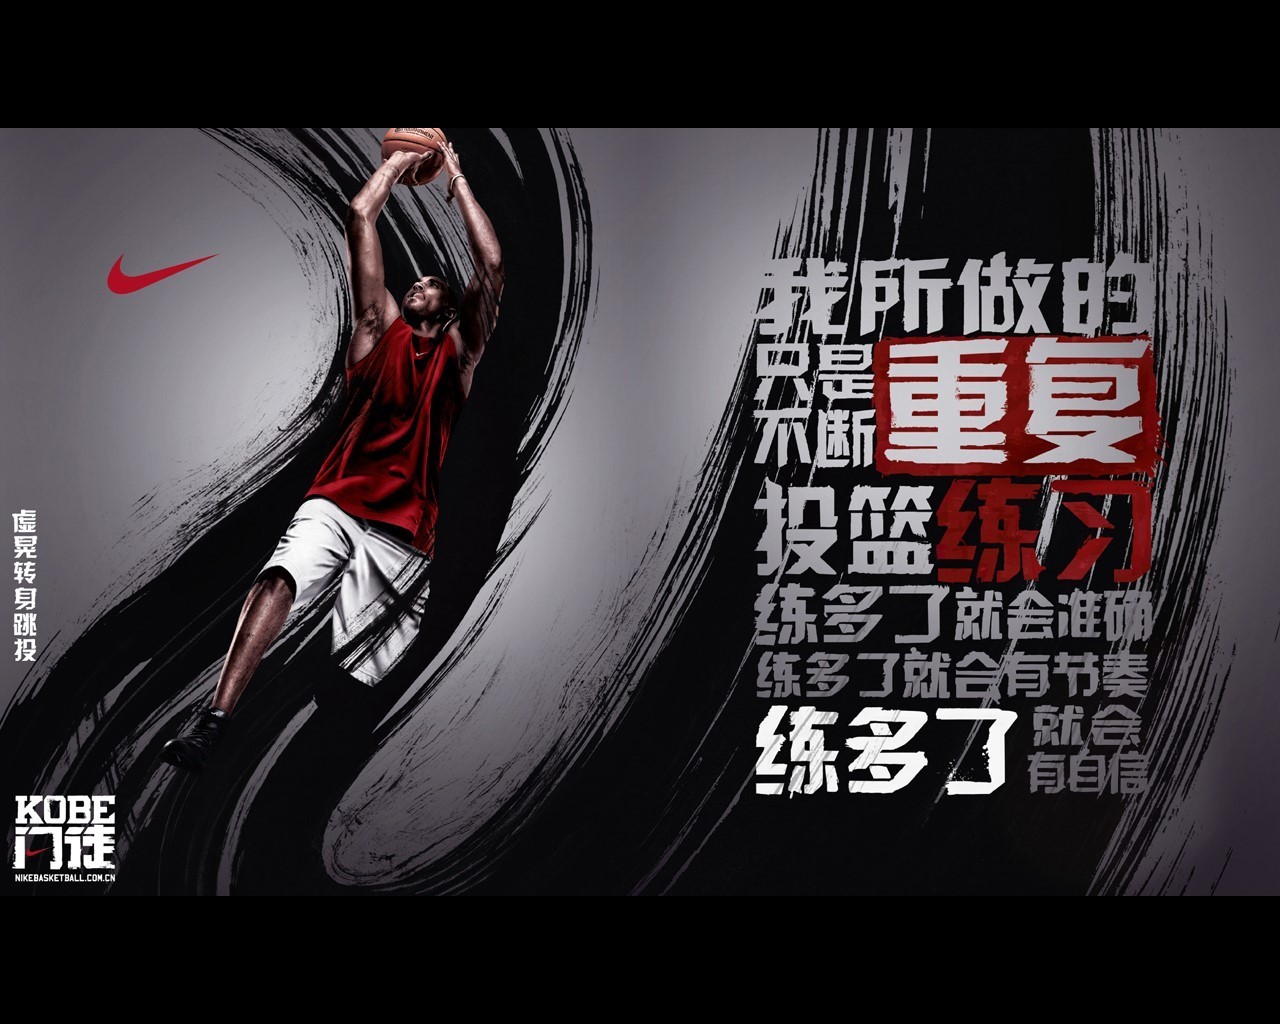 我所做的
只是
不断
重复
投篮练习
练多了就会准确
练多了就会有节奏
练多了就会
有自信
虚晃转身跳投
KOBE
门徒
NIKEBASKETBALL.COM.CN